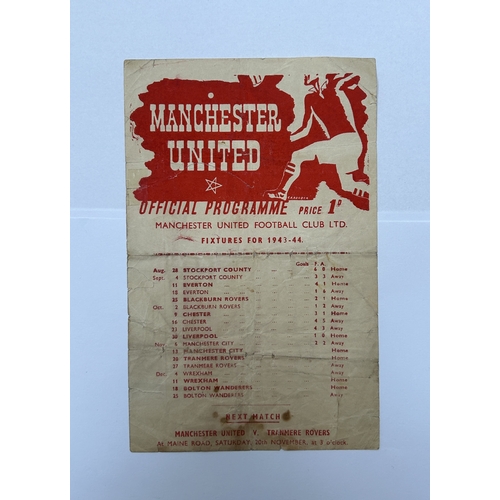 MANCHESTER
UNITED
OFFICIAL PROGRAMME PRICE 1D
MANCHESTER UNITED FOOTBALL CLUB LTD.
FIXTURES FOR 1943-44.
Goals F. A.
Aug. 28 STOCKPORT COUNTY 6 0 Home
Sept. 4 STOCKPORT COUNTY 3 3 Away
11 EVERTON 4 1 Home
18 EVERTON 1 6 Away
25 BLACKBURN ROVERS 2 1 Home
Oct. 2 BLACKBURN ROVERS 1 2 Away
9 CHESTER 3 1 Home
16 CHESTER 4 5 Away
23 LIVERPOOL 4 3 Away
30 LIVERPOOL 1 0 Home
Nov. 6 MANCHESTER CITY 2 2 Away
13 MANCHESTER CITY Home
20 TRANMERE ROVERS Home
27 TRANMERE ROVERS Away
Dec. 4 WREXHAM Away
11 WREXHAM Home
18 BOLTON WANDERERS Home
25 BOLTON WANDERERS Away
NEXT MATCH
MANCHESTER UNITED V. TRANMERE ROVERS
At MAINE ROAD, SATURDAY, 20th NOVEMBER, at 3 o'clock.